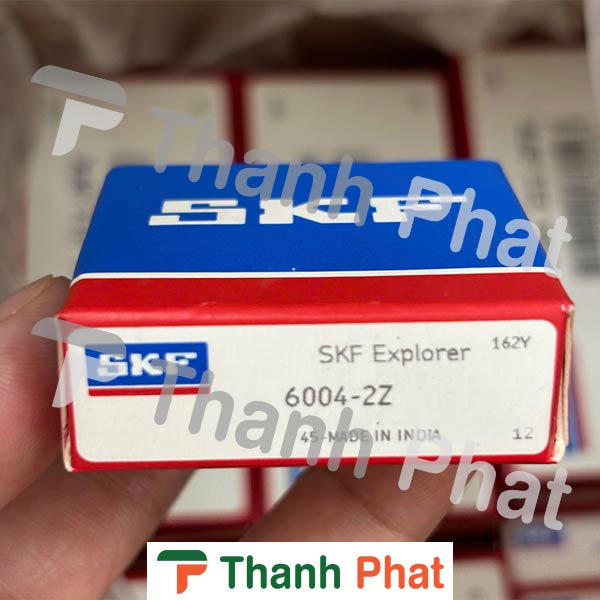 Thanh Phat
SKF
SKF
SKF Explorer
162Y
6004-2Z
Thanh Phat
45-MADE IN INDIA
12
Thanh Phat